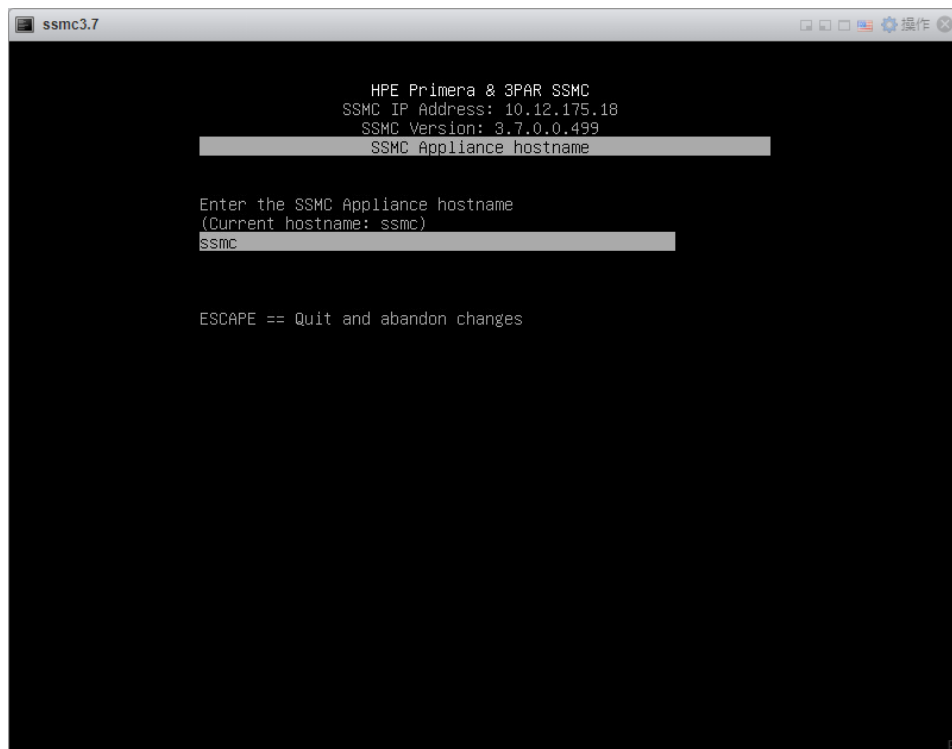 ssmc3.7
操作
HPE Primera & 3PAR SSMC
SSMC IP Address: 10.12.175.18
SSMC Version: 3.7.0.0.499
SSMC Appliance hostname
Enter the SSMC Appliance hostname
(Current hostname: ssmc)
ssmc
ESCAPE == Quit and abandon changes